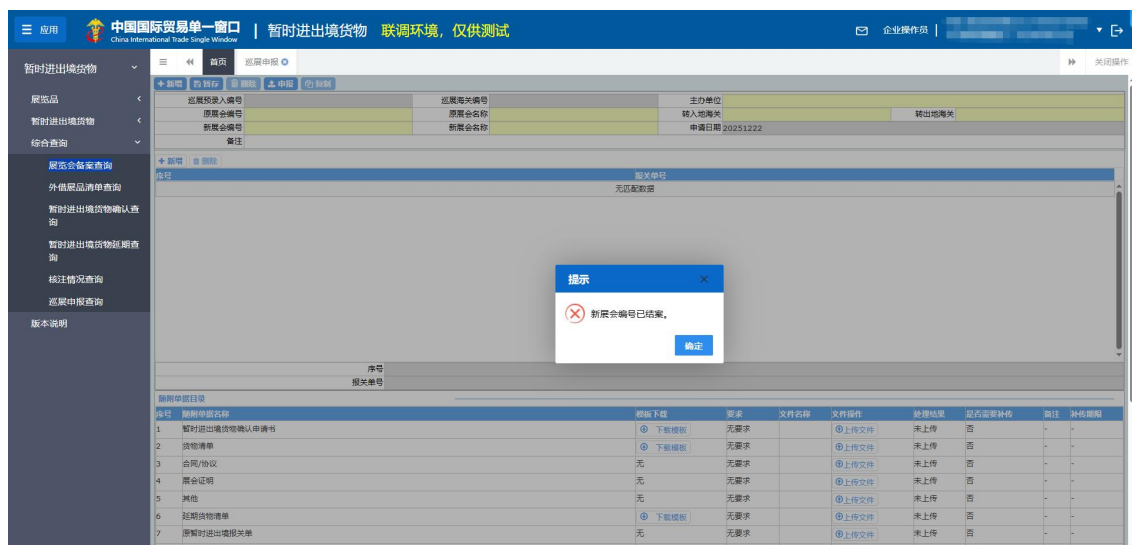 应用 中国国际贸易单一窗口 China International Trade Single Window | 暂时进出境货物 联调环境，仅供测试 企业操作员 |
暂时进出境货物 首页 巡展申报 关闭操作
展览品
暂时进出境货物
综合查询
展览会备案查询
外借展品清单查询
暂时进出境货物确认查询
暂时进出境货物延期查询
核注情况查询
巡展申报查询
版本说明
新增 暂存 删除 申报 复制
巡展预录入编号 巡展海关编号 主办单位
原展会编号 原展会名称 转入地海关 转出地海关
新展会编号 新展会名称 申请日期 20251222
备注
新增 删除
序号 报关单号
无匹配数据
提示
新展会编号已结案。
确定
序号
报关单号
随附单据目录
序号 随附单据名称 模板下载 要求 文件名称 文件操作 处理结果 是否需要补传 备注 补传期限
1 暂时进出境货物确认申请书 下载模板 无要求 上传文件 未上传 否 - -
2 货物清单 下载模板 无要求 上传文件 未上传 否 - -
3 合同/协议 无 无要求 上传文件 未上传 否 - -
4 展会证明 无 无要求 上传文件 未上传 否 - -
5 其他 无 无要求 上传文件 未上传 否 - -
6 延期货物清单 下载模板 无要求 上传文件 未上传 否 - -
7 原暂时进出境报关单 无 无要求 上传文件 未上传 否 - -